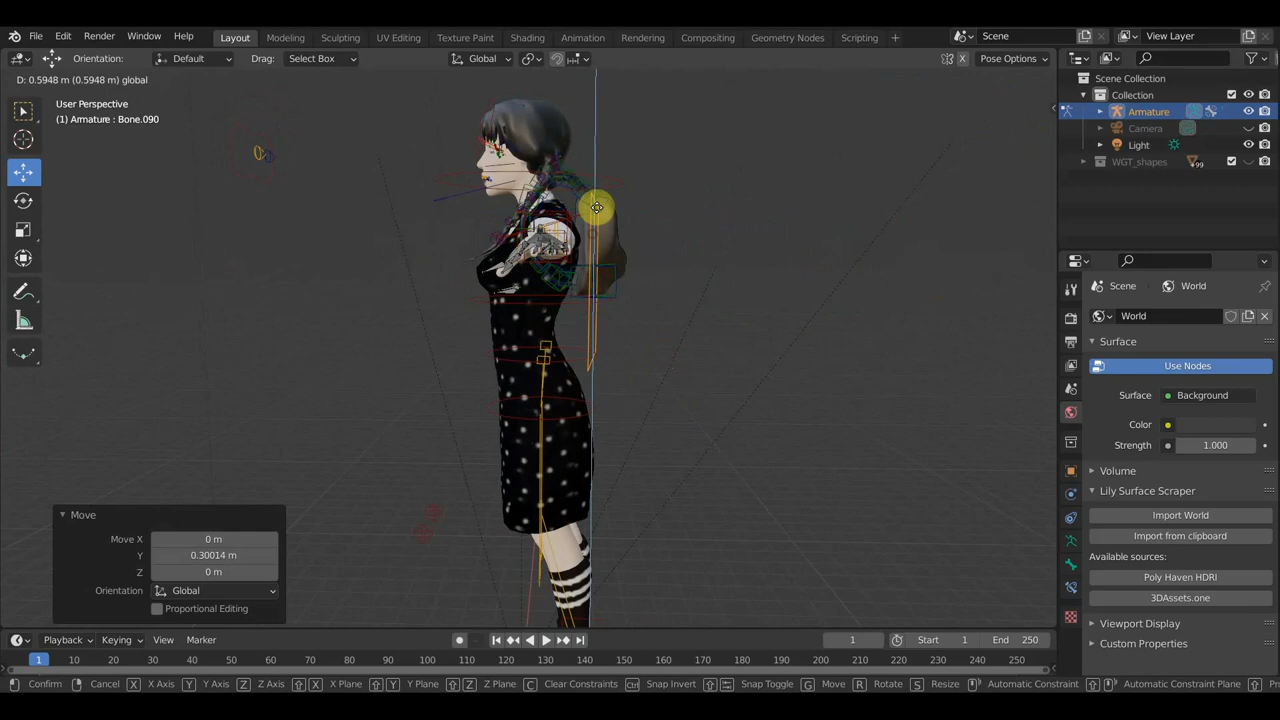 File Edit Render Window Help Layout Modeling Sculpting UV Editing Texture Paint Shading Animation Rendering Compositing Geometry Nodes Scripting + Scene View Layer
Orientation: Default Drag: Select Box Global X Pose Options
D: 0.5948 m (0.5948 m) global
User Perspective
(1) Armature : Bone.090
Scene Collection
Collection
Armature
Camera
Light
WGT_shapes 99
Scene World
World
Surface
Use Nodes
Surface Background
Color
Strength 1.000
Volume
Lily Surface Scraper
Import World
Import from clipboard
Available sources:
Poly Haven HDRI
3DAssets.one
Viewport Display
Custom Properties
Move
Move X 0 m
Y 0.30014 m
Z 0 m
Orientation Global
Proportional Editing
Playback Keying View Marker 1 Start 1 End 250
1 10 20 30 40 50 60 70 80 90 100 110 120 130 140 150 160 170 180 190 200 210 220 230 240 250
Confirm Cancel X X Axis Y Y Axis Z Z Axis X X Plane Y Y Plane Z Z Plane C Clear Constraints Ctrl Snap Invert Snap Toggle G Move R Rotate S Resize Automatic Constraint Automatic Constraint Plane